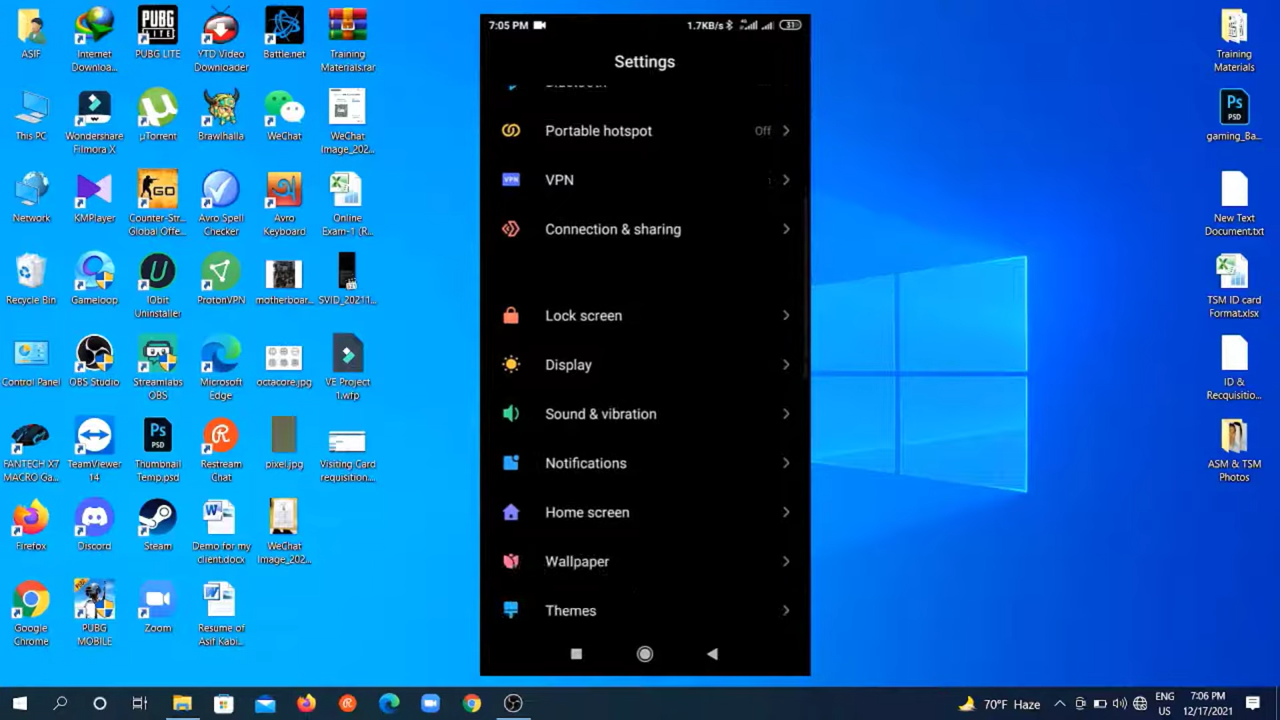 ASIF
Internet
Downloa...
PUBG LITE
YTD Video
Downloader
Battle.net
Training
Materials.rar
This PC
Wondershare
Filmora X
µTorrent
Brawlhalla
WeChat
WeChat
Image_202...
Network
KMPlayer
Counter-Str...
Global Offe...
Avro Spell
Checker
Avro
Keyboard
Online
Exam-1 (R...
Recycle Bin
Gameloop
IObit
Uninstaller
ProtonVPN
motherboar...
SVID_20211...
Control Panel
OBS Studio
Streamlabs
OBS
Microsoft
Edge
octacore.jpg
VE Project
1.wfp
FANTECH X7
MACRO Ga...
TeamViewer
14
Thumbnail
Temp.psd
Restream
Chat
pixel.jpg
Visiting Card
requisition...
Firefox
Discord
Steam
Demo for my
client.docx
WeChat
Image_202...
Google
Chrome
PUBG
MOBILE
Zoom
Resume of
Asif Kabi...
7:05 PM
1.7KB/s
31
Settings
Portable hotspot Off
VPN
Connection & sharing
Lock screen
Display
Sound & vibration
Notifications
Home screen
Wallpaper
Themes
Training
Materials
gaming_Ba...
New Text
Document.txt
TSM ID card
Format.xlsx
ID &
Recquisitio...
ASM & TSM
Photos
70°F Haze
ENG
US
7:06 PM
12/17/2021